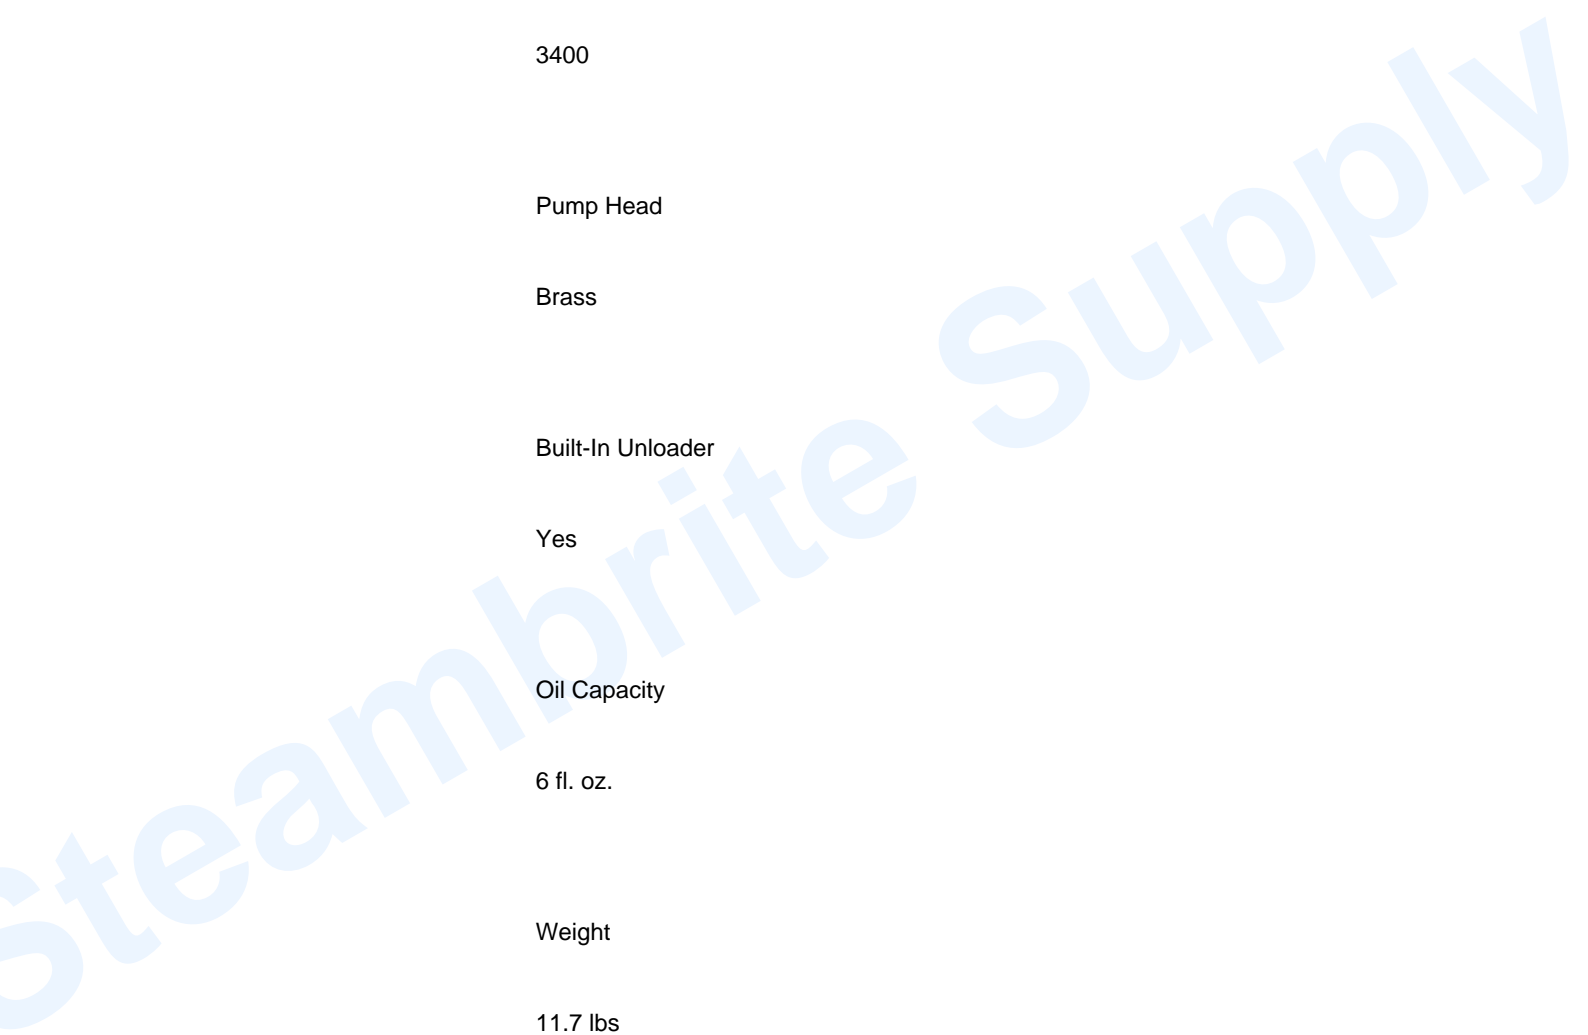 3400
Pump Head
Brass
Built-In Unloader
Yes
Oil Capacity
6 fl. oz.
Weight
11.7 lbs
Steambrite Supply